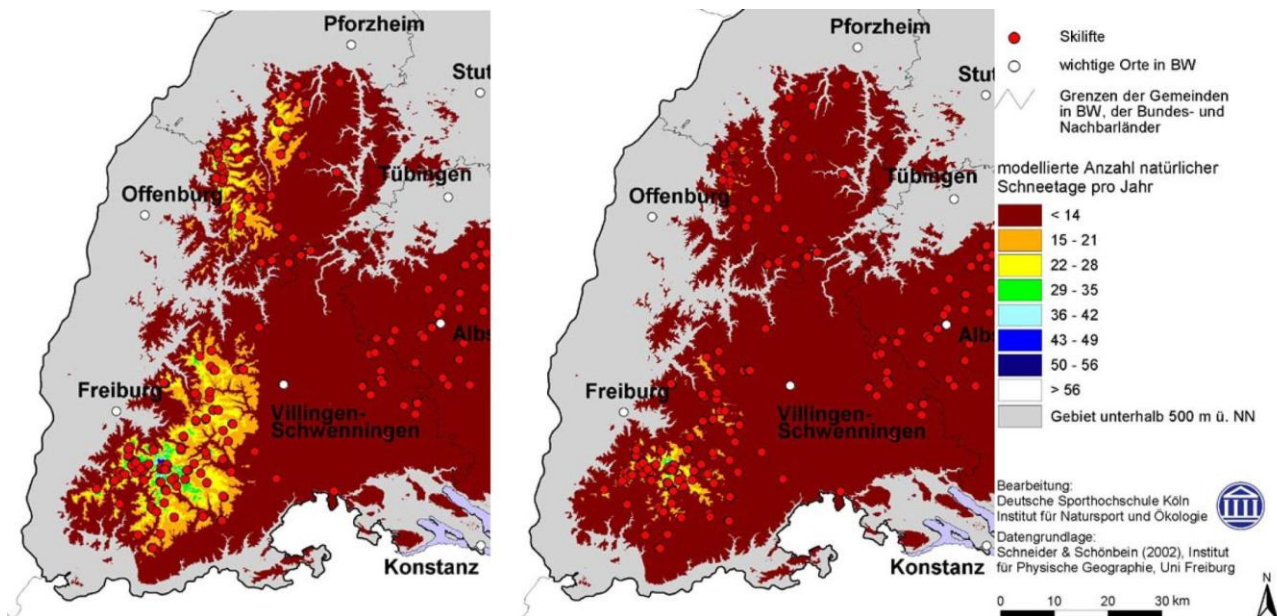 Pforzheim
Stut
Tübingen
Offenburg
Albs
Freiburg
Villingen-
Schwenningen
Konstanz
Pforzheim
Stut
Tübingen
Offenburg
Albs
Freiburg
Villingen-
Schwenningen
Konstanz
Skilifte
wichtige Orte in BW
Grenzen der Gemeinden
in BW, der Bundes- und
Nachbarländer
modellierte Anzahl natürlicher
Schneetage pro Jahr
< 14
15 - 21
22 - 28
29 - 35
36 - 42
43 - 49
50 - 56
> 56
Gebiet unterhalb 500 m ü. NN
Bearbeitung:
Deutsche Sporthochschule Köln
Institut für Natursport und Ökologie
Datengrundlage:
Schneider & Schönbein (2002), Institut
für Physische Geographie, Uni Freiburg
N
0 10 20 30 km